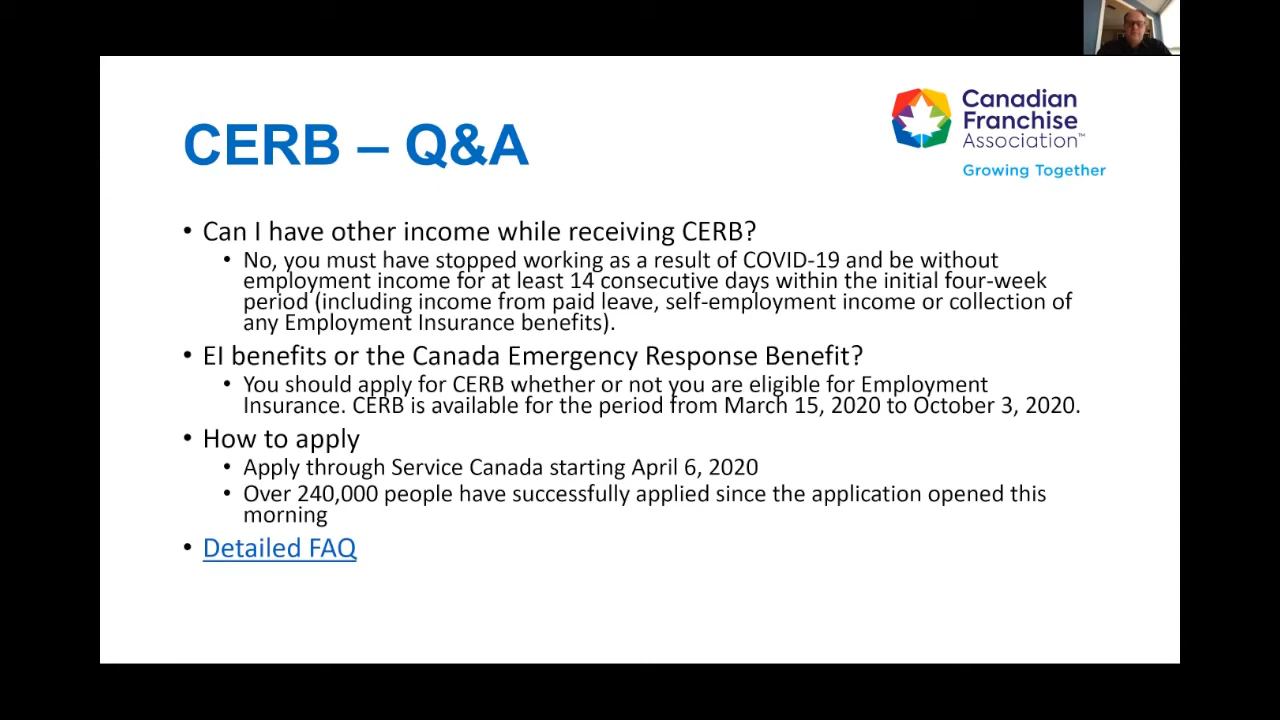 CERB – Q&A
Canadian
Franchise
Association™
Growing Together
• Can I have other income while receiving CERB?
• No, you must have stopped working as a result of COVID-19 and be without
employment income for at least 14 consecutive days within the initial four-week
period (including income from paid leave, self-employment income or collection of
any Employment Insurance benefits).
• EI benefits or the Canada Emergency Response Benefit?
• You should apply for CERB whether or not you are eligible for Employment
Insurance. CERB is available for the period from March 15, 2020 to October 3, 2020.
• How to apply
• Apply through Service Canada starting April 6, 2020
• Over 240,000 people have successfully applied since the application opened this
morning
• Detailed FAQ